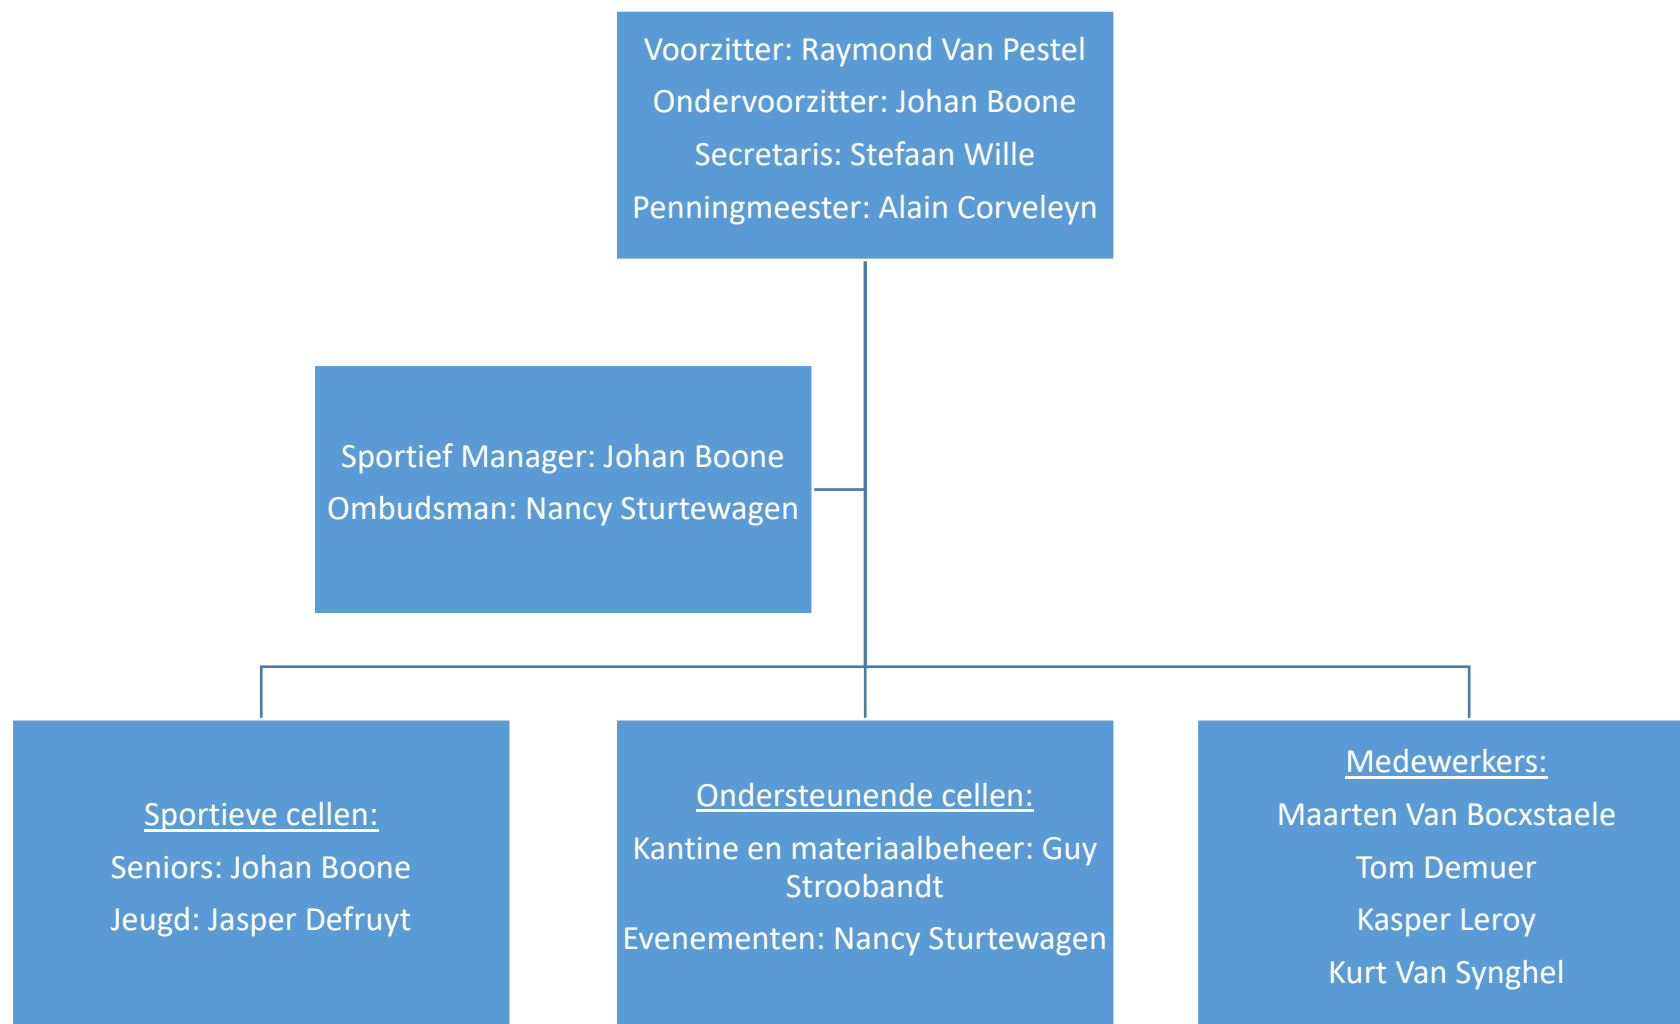 Voorzitter: Raymond Van Pestel
Ondervoorzitter: Johan Boone
Secretaris: Stefaan Wille
Penningmeester: Alain Corveleyn
Sportief Manager: Johan Boone
Ombudsman: Nancy Sturtewagen
Sportieve cellen:
Seniors: Johan Boone
Jeugd: Jasper Defruyt
Ondersteunende cellen:
Kantine en materiaalbeheer: Guy
Stroobandt
Evenementen: Nancy Sturtewagen
Medewerkers:
Maarten Van Bocxstaele
Tom Demuer
Kasper Leroy
Kurt Van Synghel